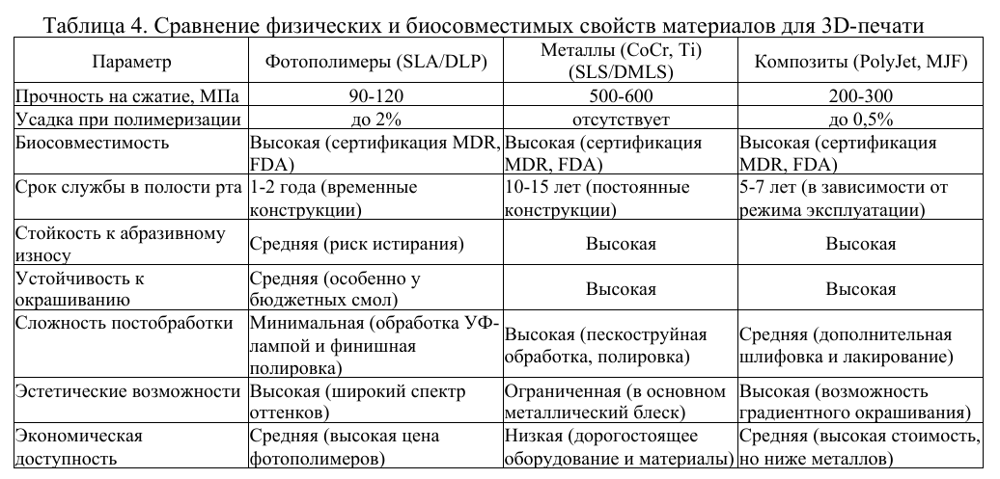 Таблица 4. Сравнение физических и биосовместимых свойств материалов для 3D-печати
Параметр
Фотополимеры (SLA/DLP)
Металлы (CoCr, Ti)
(SLS/DMLS)
Композиты (PolyJet, MJF)
Прочность на сжатие, МПа
90-120
500-600
200-300
Усадка при полимеризации
до 2%
отсутствует
до 0,5%
Биосовместимость
Высокая (сертификация MDR,
FDA)
Высокая (сертификация
MDR, FDA)
Высокая (сертификация
MDR, FDA)
Срок службы в полости рта
1-2 года (временные
конструкции)
10-15 лет (постоянные
конструкции)
5-7 лет (в зависимости от
режима эксплуатации)
Стойкость к абразивному
износу
Средняя (риск истирания)
Высокая
Высокая
Устойчивость к
окрашиванию
Средняя (особенно у
бюджетных смол)
Высокая
Высокая
Сложность постобработки
Минимальная (обработка УФ-
лампой и финишная
полировка)
Высокая (пескоструйная
обработка, полировка)
Средняя (дополнительная
шлифовка и лакирование)
Эстетические возможности
Высокая (широкий спектр
оттенков)
Ограниченная (в основном
металлический блеск)
Высокая (возможность
градиентного окрашивания)
Экономическая
доступность
Средняя (высокая цена
фотополимеров)
Низкая (дорогостоящее
оборудование и материалы)
Средняя (высокая стоимость,
но ниже металлов)